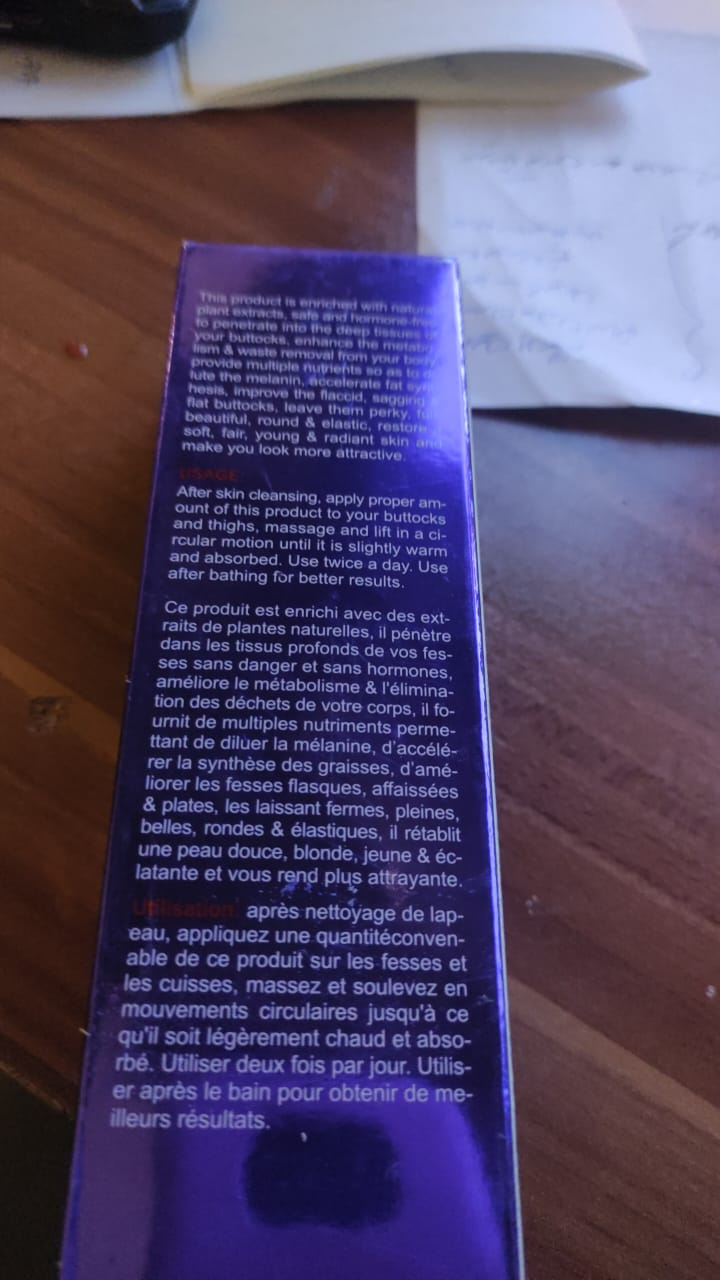 This product is enriched with natural
plant extracts, safe and hormone-free
to penetrate into the deep tissues of
your buttocks, enhance the metabo-
lism & waste removal from your body
provide multiple nutrients so as to
lute the melanin, accelerate fat synt
hesis, improve the flaccid, sagging &
flat buttocks, leave them perky, full
beautiful, round & elastic, restore
soft, fair, young & radiant skin and
make you look more attractive.
USAGE:
After skin cleansing, apply proper am-
ount of this product to your buttocks
and thighs, massage and lift in a ci-
rcular motion until it is slightly warm
and absorbed. Use twice a day. Use
after bathing for better results.
Ce produit est enrichi avec des ext-
raits de plantes naturelles, il pénètre
dans les tissus profonds de vos fes-
ses sans danger et sans hormones,
améliore le métabolisme & l'élimina-
tion des déchets de votre corps, il fo-
urnit de multiples nutriments perme-
ttant de diluer la mélanine, d'accélé-
rer la synthèse des graisses, d'amé-
liorer les fesses flasques, affaissées
& plates, les laissant fermes, pleines,
belles, rondes & élastiques, il rétablit
une peau douce, blonde, jeune & éc-
latante et vous rend plus attrayante.
Utilisation: après nettoyage de lap-
eau, appliquez une quantitéconven-
able de ce produit sur les fesses et
les cuisses, massez et soulevez en
mouvements circulaires jusqu'à ce
qu'il soit légèrement chaud et abso-
rbé. Utiliser deux fois par jour. Utilis-
er après le bain pour obtenir de me-
illeurs résultats.